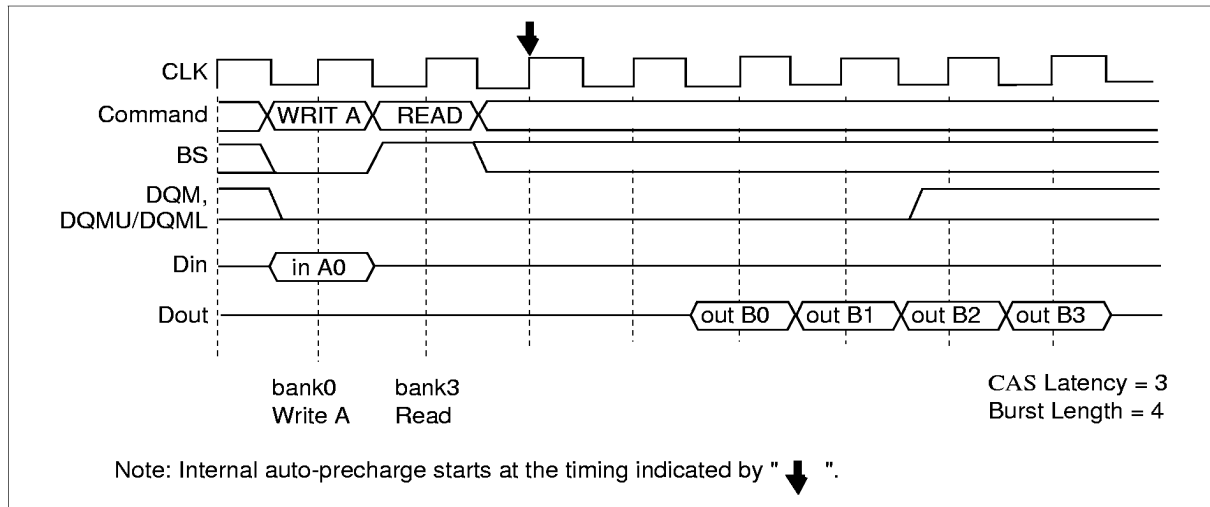 CLK
Command WRIT A READ
BS
DQM,
DQMU/DQML
Din in A0
Dout out B0 out B1 out B2 out B3
bank0 bank3
Write A Read
CAS Latency = 3
Burst Length = 4
Note: Internal auto-precharge starts at the timing indicated by " ".